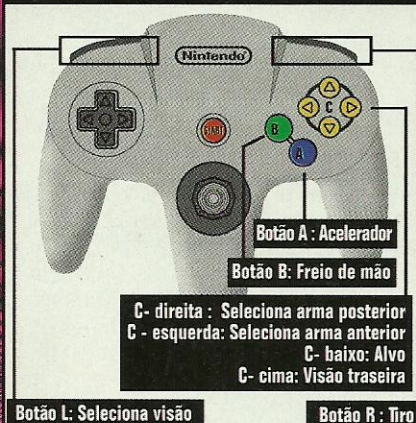 Nintendo
C
START
B
A
Botão A : Acelerador
Botão B: Freio de mão
C- direita : Seleciona arma posterior
C - esquerda: Seleciona arma anterior
C- baixo: Alvo
C- cima: Visão traseira
Botão L: Seleciona visão
Botão R : Tiro